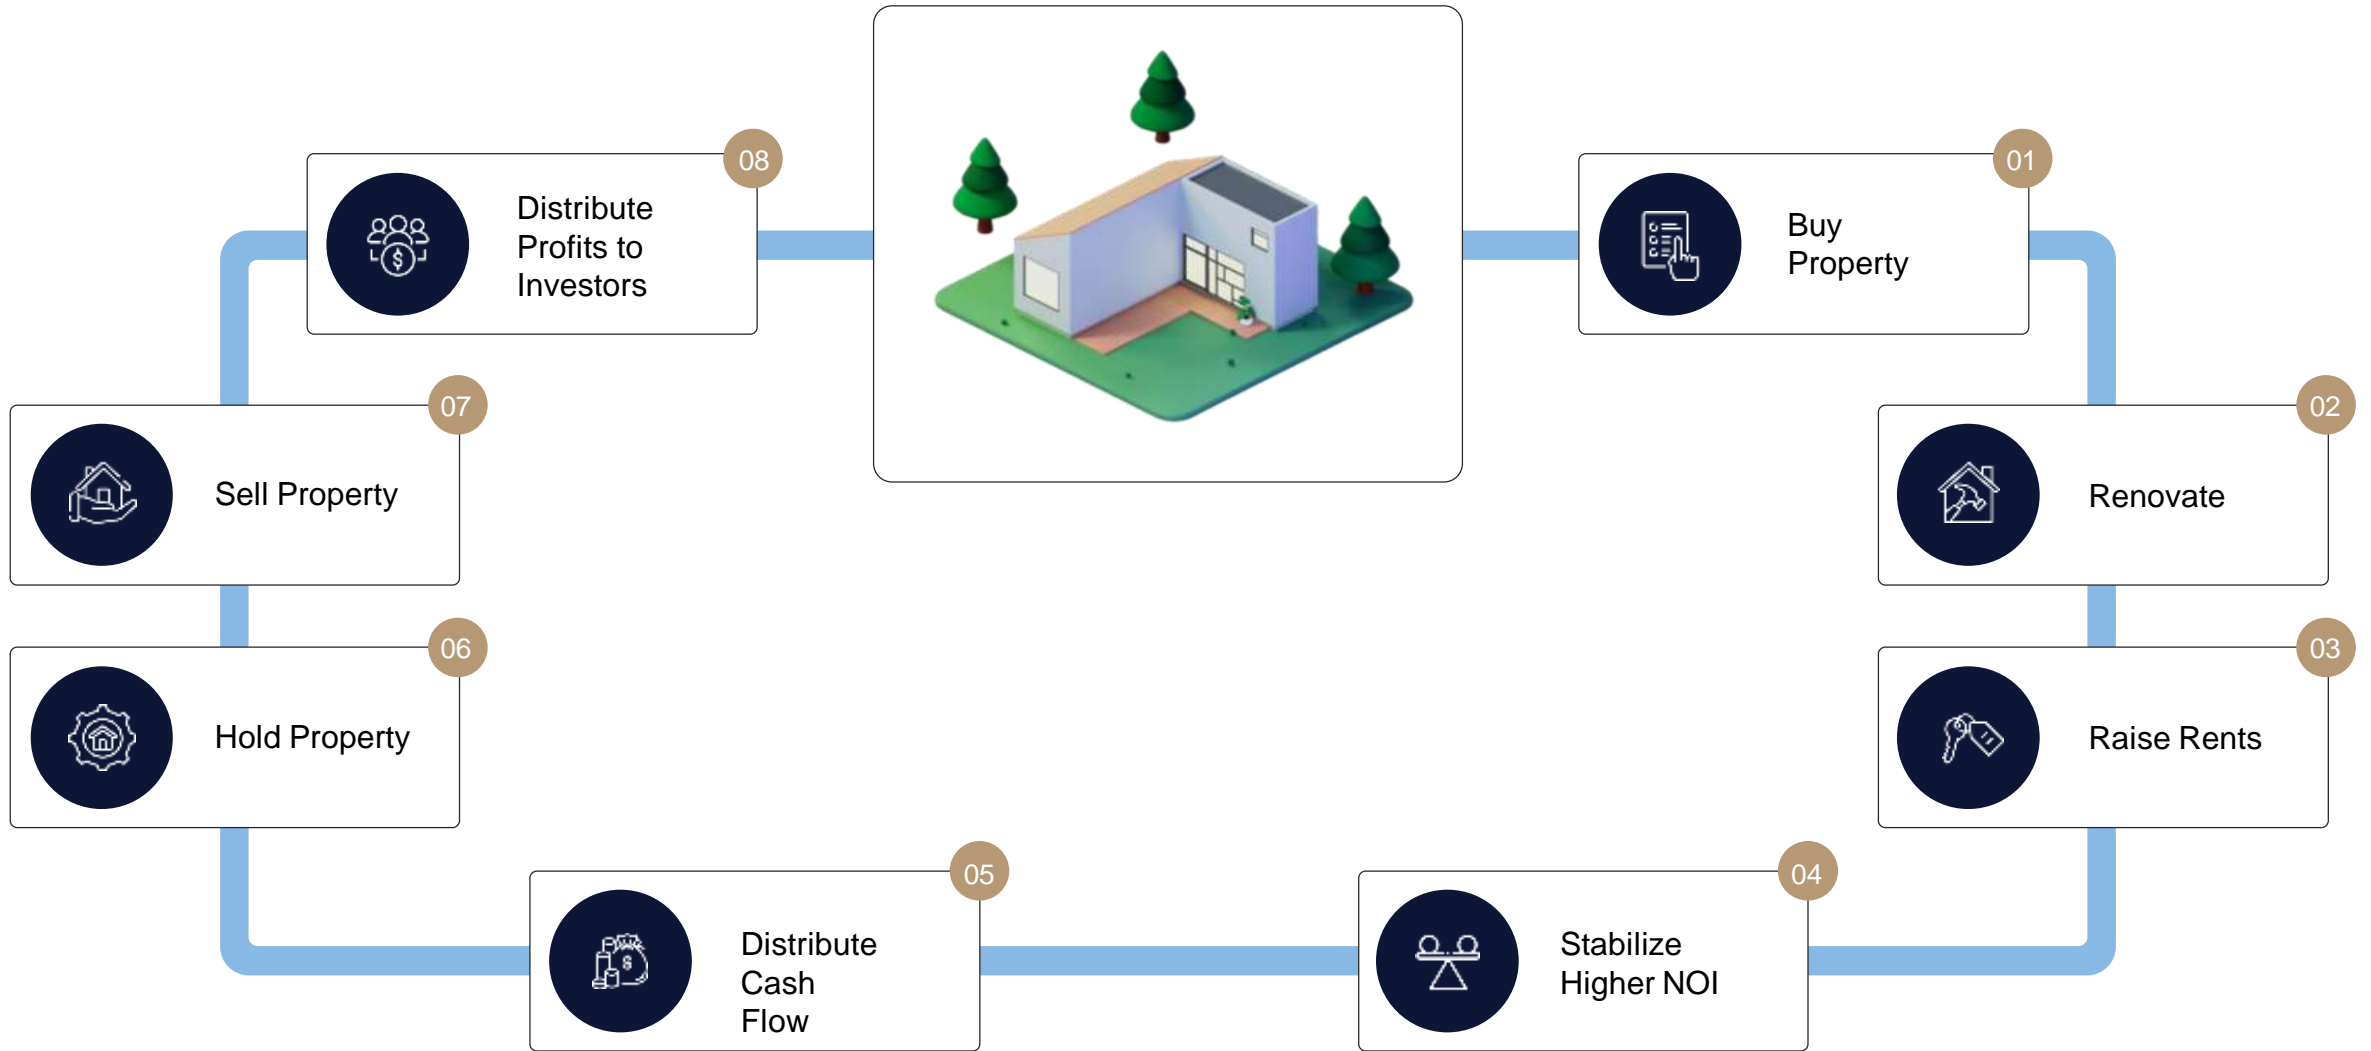 01
Buy
Property
02
Renovate
03
Raise Rents
04
Stabilize
Higher NOI
05
Distribute
Cash
Flow
06
Hold Property
07
Sell Property
08
Distribute
Profits to
Investors